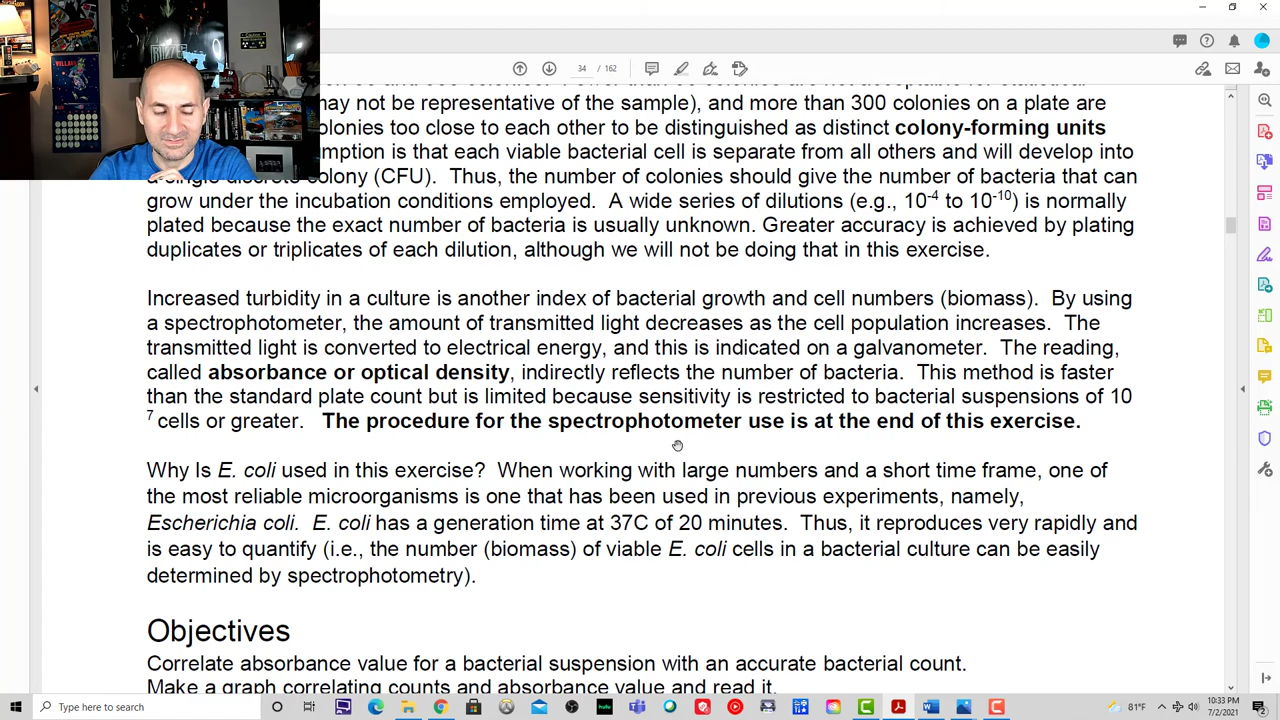 34 / 162
may not be representative of the sample), and more than 300 colonies on a plate are
olonies too close to each other to be distinguished as distinct colony-forming units
mption is that each viable bacterial cell is separate from all others and will develop into
colony (CFU). Thus, the number of colonies should give the number of bacteria that can
grow under the incubation conditions employed. A wide series of dilutions (e.g., 10-4 to 10-10) is normally
plated because the exact number of bacteria is usually unknown. Greater accuracy is achieved by plating
duplicates or triplicates of each dilution, although we will not be doing that in this exercise.
Increased turbidity in a culture is another index of bacterial growth and cell numbers (biomass). By using
a spectrophotometer, the amount of transmitted light decreases as the cell population increases. The
transmitted light is converted to electrical energy, and this is indicated on a galvanometer. The reading,
called absorbance or optical density, indirectly reflects the number of bacteria. This method is faster
than the standard plate count but is limited because sensitivity is restricted to bacterial suspensions of 10
7 cells or greater. The procedure for the spectrophotometer use is at the end of this exercise.
Why Is E. coli used in this exercise? When working with large numbers and a short time frame, one of
the most reliable microorganisms is one that has been used in previous experiments, namely,
Escherichia coli. E. coli has a generation time at 37C of 20 minutes. Thus, it reproduces very rapidly and
is easy to quantify (i.e., the number (biomass) of viable E. coli cells in a bacterial culture can be easily
determined by spectrophotometry).
Objectives
Correlate absorbance value for a bacterial suspension with an accurate bacterial count.
Make a graph correlating counts and absorbance value and read it.
Type here to search
hulu
81°F
10:33 PM
7/2/2021